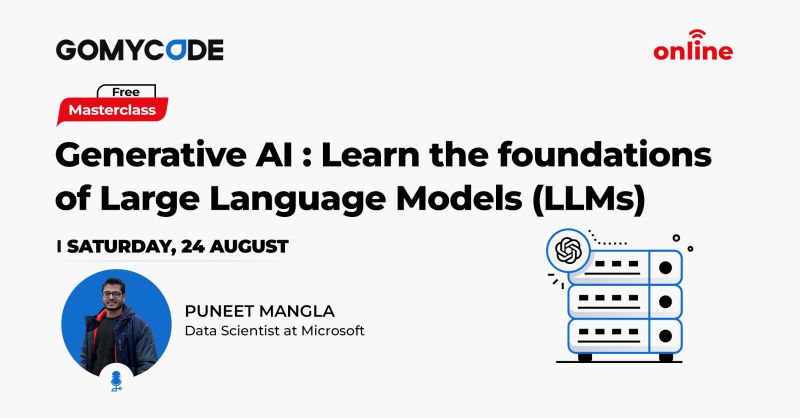 GOMYCODE
online
Free
Masterclass
Generative AI : Learn the foundations
of Large Language Models (LLMs)
SATURDAY, 24 AUGUST
PUNEET MANGLA
Data Scientist at Microsoft